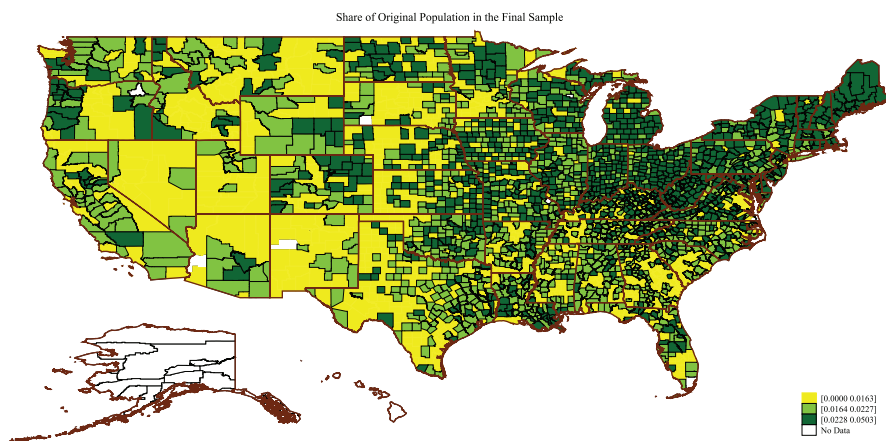 Share of Original Population in the Final Sample
[0.0000 0.0163]
[0.0164 0.0227]
[0.0228 0.0503]
No Data